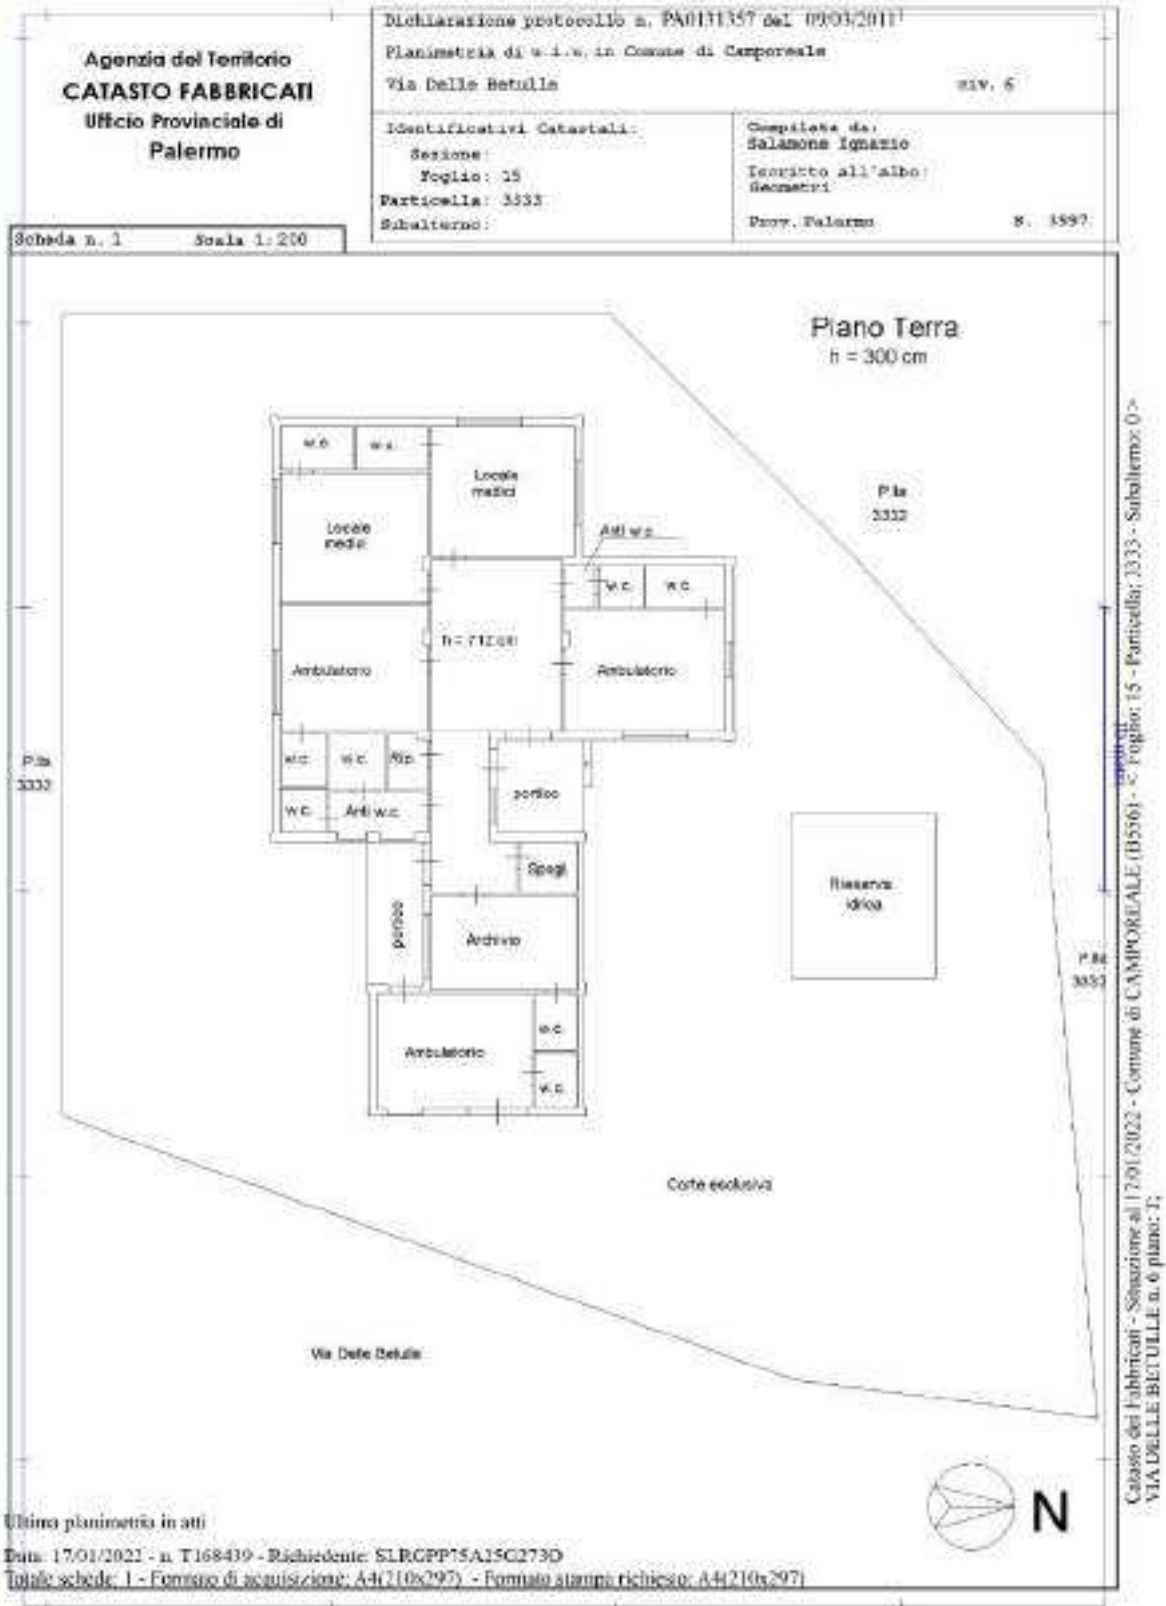 Agenzia del Territorio
CATASTO FABBRICATI
Ufficio Provinciale di
Palermo
Dichiarazione protocollo n. PA0131357 del 09/03/2011
Planimetria di u.i.u. in Comune di Camporeale
Via Delle Betulle civ. 6
Identificativi Catastali:
Sezione:
Foglio: 15
Particella: 3333
Subalterno:
Compilata da:
Salamone Ignazio
Iscritto all'albo:
Geometri
Prov. Palermo N. 3597
Scheda n. 1 Scala 1:200
Piano Terra
h = 300 cm
w.c.
w.c.
Locale
medici
Locale
medici
P.lla
3332
Anti w.c.
w.c.
w.c.
h = 712 cm
Ambulatorio
Ambulatorio
P.lla
3332
w.c.
w.c.
Rip.
w.c.
Anti w.c.
portico
Spogl.
Riserva
idrica
portico
Archivio
P.lla
3332
Ambulatorio
w.c.
w.c.
Corte esclusiva
Via Delle Betulle
N
Ultima planimetria in atti
Data: 17/01/2022 - n. T168439 - Richiedente: SLRGPP75A25C273O
Totale schede: 1 - Formato di acquisizione: A4(210x297) - Formato stampa richiesto: A4(210x297)
Catasto dei Fabbricati - Situazione al 17/01/2022 - Comune di CAMPOREALE (B556) - < Foglio: 15 - Particella: 3333 - Subalterno: 0 >
VIA DELLE BETULLE n. 6 piano: T;